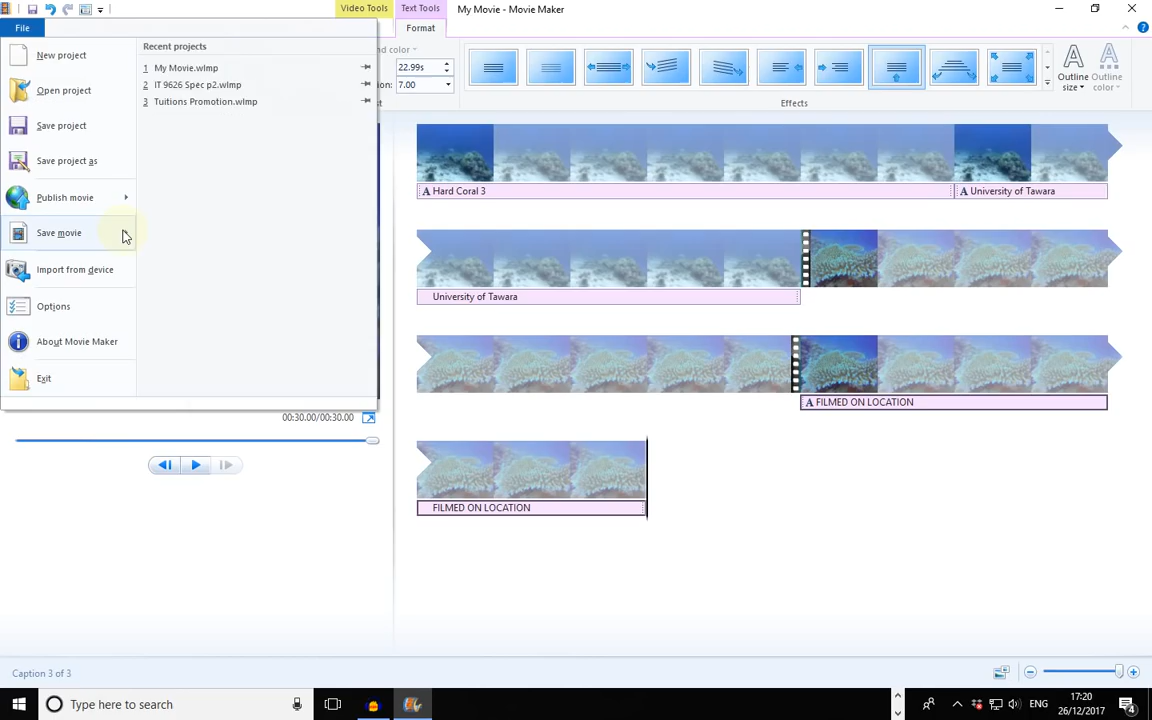 Video Tools
Text Tools
My Movie - Movie Maker
File
Format
New project
Open project
Save project
Save project as
Publish movie
Save movie
Import from device
Options
About Movie Maker
Exit
Recent projects
1 My Movie.wlmp
2 IT 9626 Spec p2.wlmp
3 Tuitions Promotion.wlmp
nd color
22.99s
ion: 7.00
Effects
Outline size
Outline color
Hard Coral 3
University of Tawara
University of Tawara
FILMED ON LOCATION
FILMED ON LOCATION
00:30.00/00:30.00
Caption 3 of 3
Type here to search
ENG
17:20
26/12/2017
4